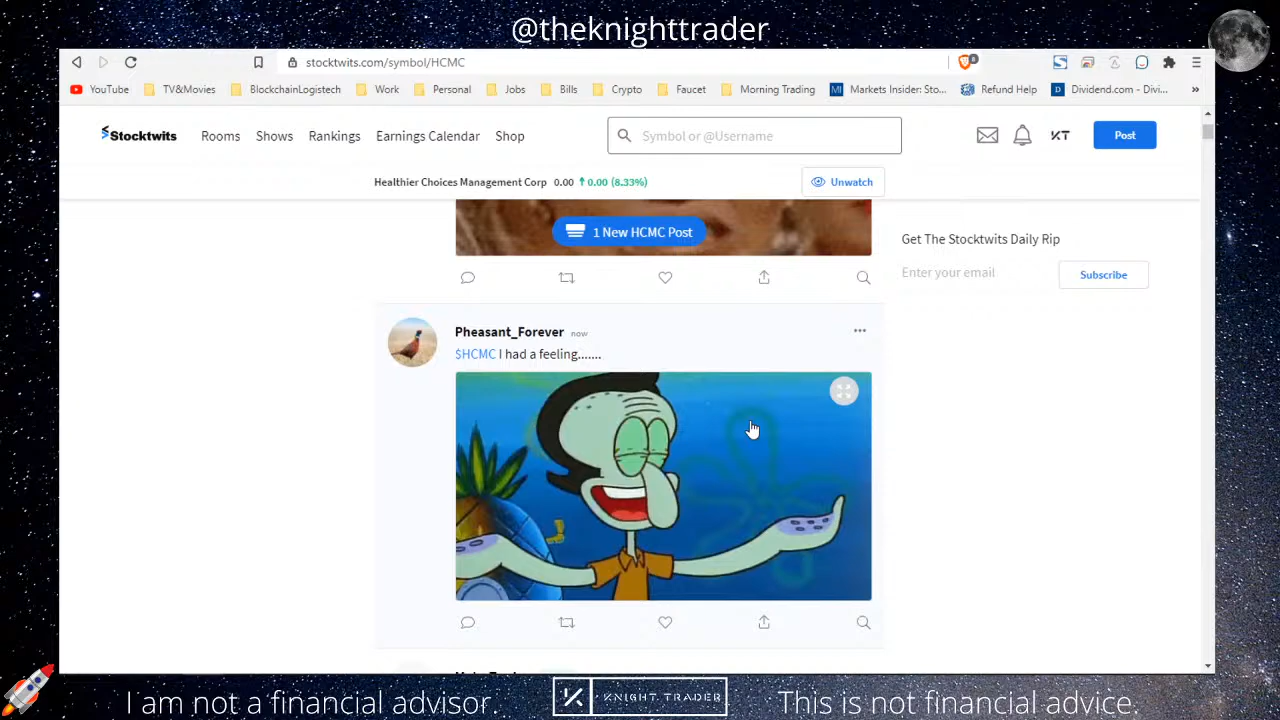 @theknighttrader
stocktwits.com/symbol/HCMC
YouTube TV&Movies BlockchainLogistech Work Personal Jobs Bills Crypto Faucet Morning Trading MI Markets Insider: Sto... Refund Help D Dividend.com - Divi... »
Stocktwits Rooms Shows Rankings Earnings Calendar Shop Symbol or @Username KT Post
Healthier Choices Management Corp 0.00 0.00 (8.33%) Unwatch
1 New HCMC Post
Get The Stocktwits Daily Rip
Enter your email Subscribe
Pheasant_Forever now
$HCMC I had a feeling.......
I am not a financial advisor. KNIGHT TRADER This is not financial advice.